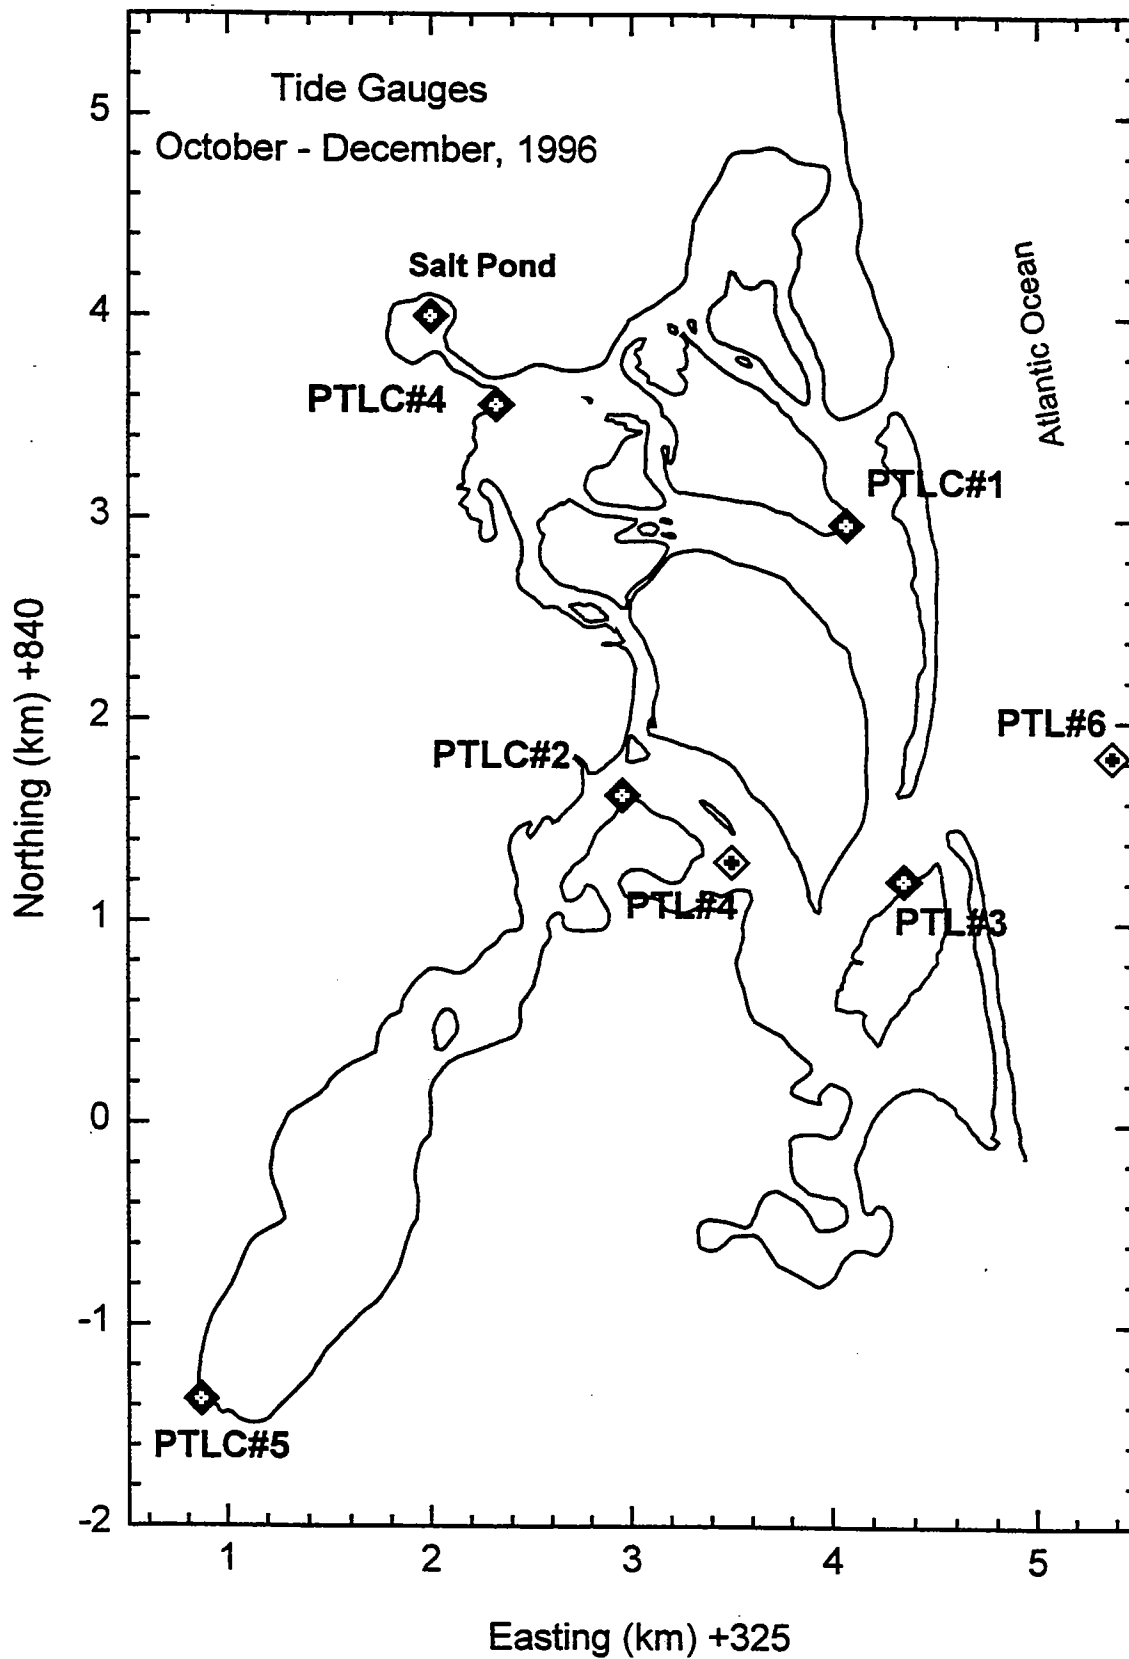 Tide Gauges
October - December, 1996
Salt Pond
PTLC#4
Atlantic Ocean
PTLC#1
PTL#6
PTLC#2
PTL#4
PTL#3
PTLC#5
5
4
3
2
1
0
-1
-2
Northing (km) +840
1
2
3
4
5
Easting (km) +325